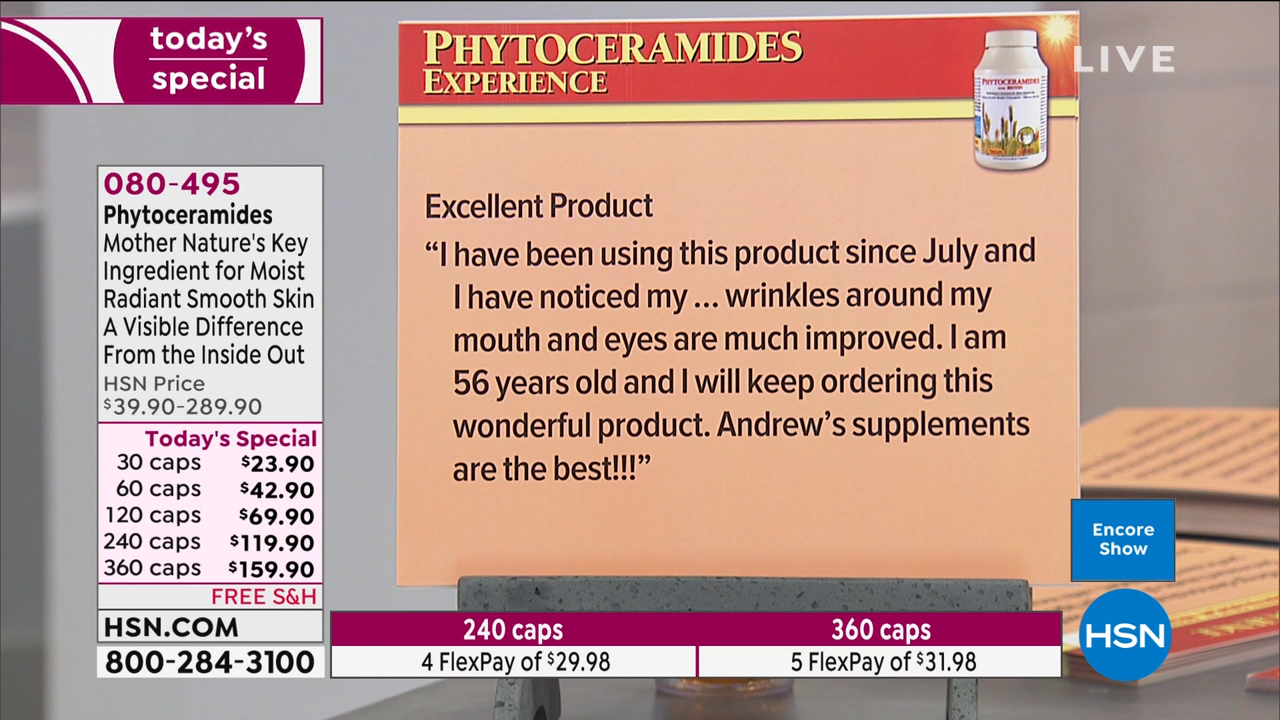 today's
special
080-495
Phytoceramides
Mother Nature's Key
Ingredient for Moist
Radiant Smooth Skin
A Visible Difference
From the Inside Out
HSN Price
$39.90-289.90
Today's Special
30 caps $23.90
60 caps $42.90
120 caps $69.90
240 caps $119.90
360 caps $159.90
FREE S&H
HSN.COM
800-284-3100
PHYTOCERAMIDES
EXPERIENCE
PHYTOCERAMIDES
LIVE
Excellent Product
“I have been using this product since July and
I have noticed my ... wrinkles around my
mouth and eyes are much improved. I am
56 years old and I will keep ordering this
wonderful product. Andrew’s supplements
are the best!!!”
Encore
Show
HSN
240 caps 360 caps
4 FlexPay of $29.98 5 FlexPay of $31.98